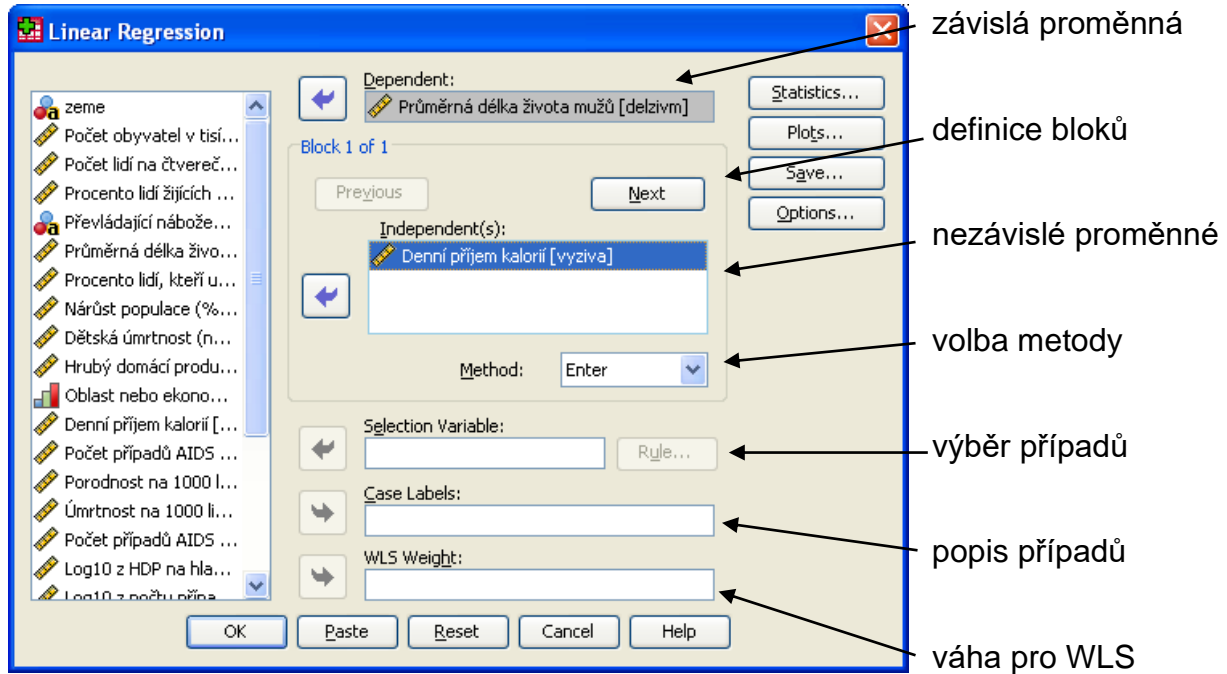 Linear Regression
zeme
Počet obyvatel v tisí...
Počet lidí na čtvereč...
Procento lidí žijících ...
Převládající nábože...
Průměrná délka živo...
Procento lidí, kteří u...
Nárůst populace (%...
Dětská úmrtnost (n...
Hrubý domácí produ...
Oblast nebo ekono...
Denní příjem kalorií [...
Počet případů AIDS ...
Porodnost na 1000 l...
Úmrtnost na 1000 li...
Počet případů AIDS ...
Log10 z HDP na hla...
Log10 z počtu přípa...
Dependent:
Průměrná délka života mužů [delzivm]
Block 1 of 1
Previous
Next
Independent(s):
Denní příjem kalorií [vyziva]
Method:
Enter
Selection Variable:
Rule...
Case Labels:
WLS Weight:
Statistics...
Plots...
Save...
Options...
OK
Paste
Reset
Cancel
Help
závislá proměnná
definice bloků
nezávislé proměnné
volba metody
výběr případů
popis případů
váha pro WLS